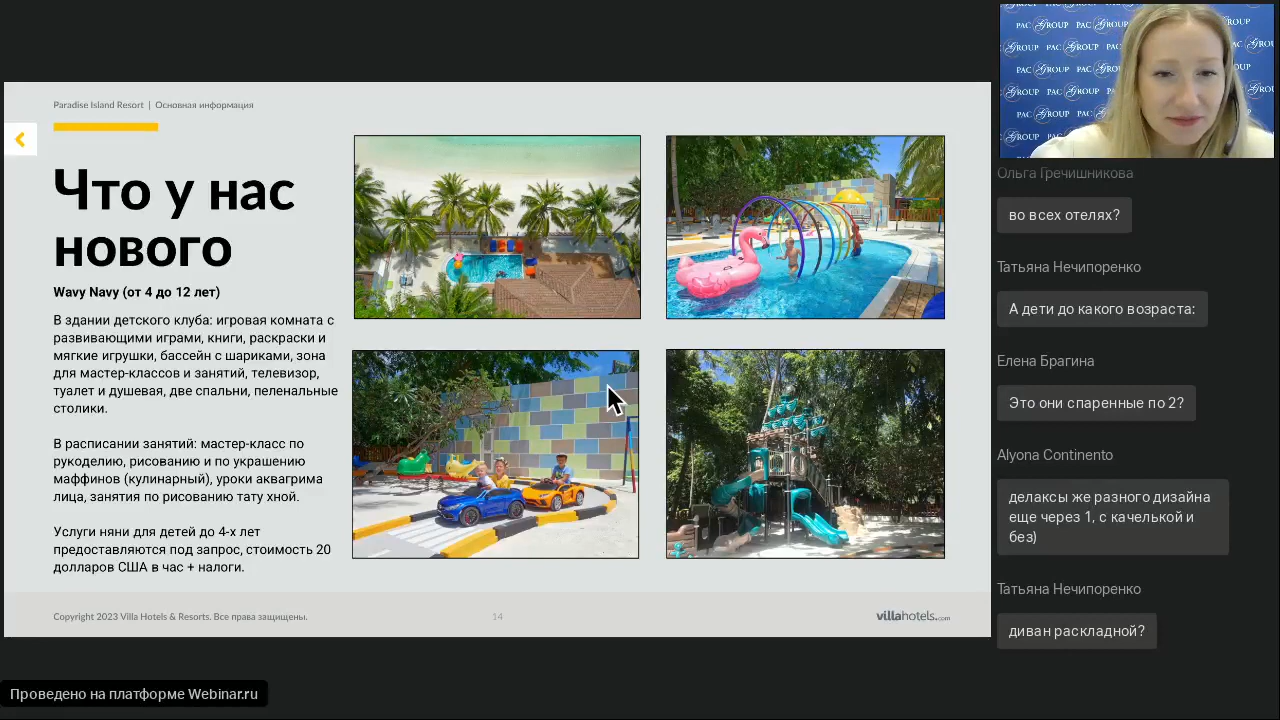 Paradise Island Resort | Основная информация
Что у нас
нового
Wavy Navy (от 4 до 12 лет)
В здании детского клуба: игровая комната с
развивающими играми, книги, раскраски и
мягкие игрушки, бассейн с шариками, зона
для мастер-классов и занятий, телевизор,
туалет и душевая, две спальни, пеленальные
столики.
В расписании занятий: мастер-класс по
рукоделию, рисованию и по украшению
маффинов (кулинарный), уроки аквагрима
лица, занятия по рисованию тату хной.
Услуги няни для детей до 4-х лет
предоставляются под запрос, стоимость 20
долларов США в час + налоги.
Copyright 2023 Villa Hotels & Resorts. Все права защищены.
14
villahotels.com
PAC GROUP
Ольга Гречишникова
во всех отелях?
Татьяна Нечипоренко
А дети до какого возраста:
Елена Брагина
Это они спаренные по 2?
Alyona Continento
делаксы же разного дизайна
еще через 1, с качелькой и
без)
Татьяна Нечипоренко
диван раскладной?
Проведено на платформе Webinar.ru